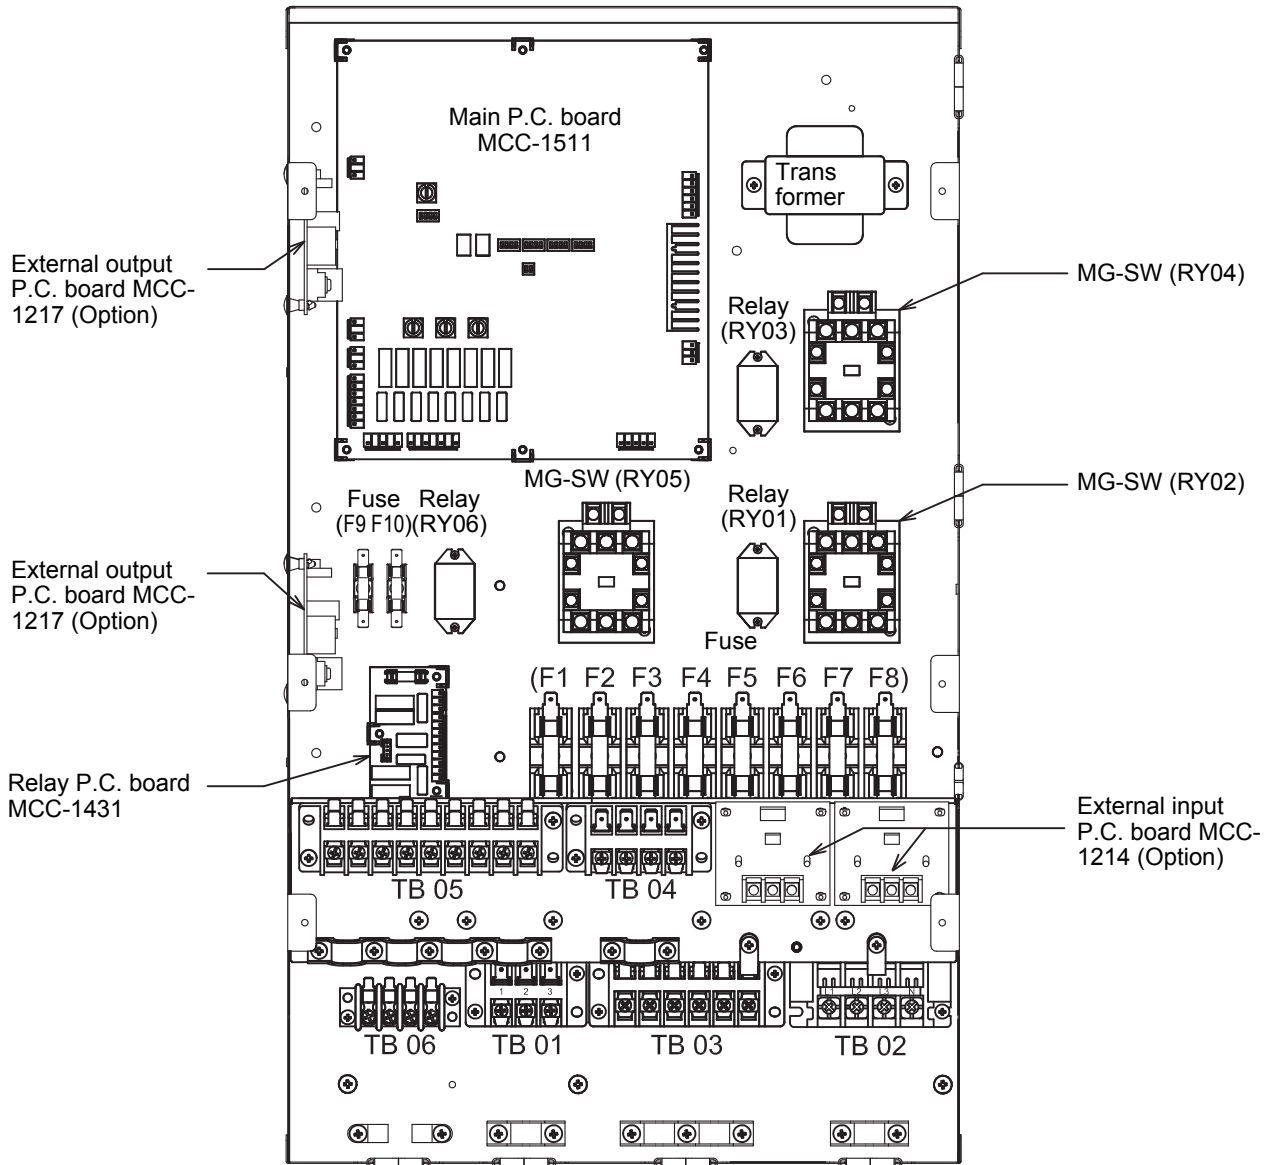 Main P.C. board
MCC-1511
Trans
former
External output
P.C. board MCC-
1217 (Option)
MG-SW (RY04)
Relay
(RY03)
MG-SW (RY05)
MG-SW (RY02)
Fuse
(F9 F10)
Relay
(RY06)
Relay
(RY01)
External output
P.C. board MCC-
1217 (Option)
Fuse
(F1 F2 F3 F4 F5 F6 F7 F8)
Relay P.C. board
MCC-1431
External input
P.C. board MCC-
1214 (Option)
TB 05
TB 04
1 2 3
L1 L2 L3 N
TB 06
TB 01
TB 03
TB 02